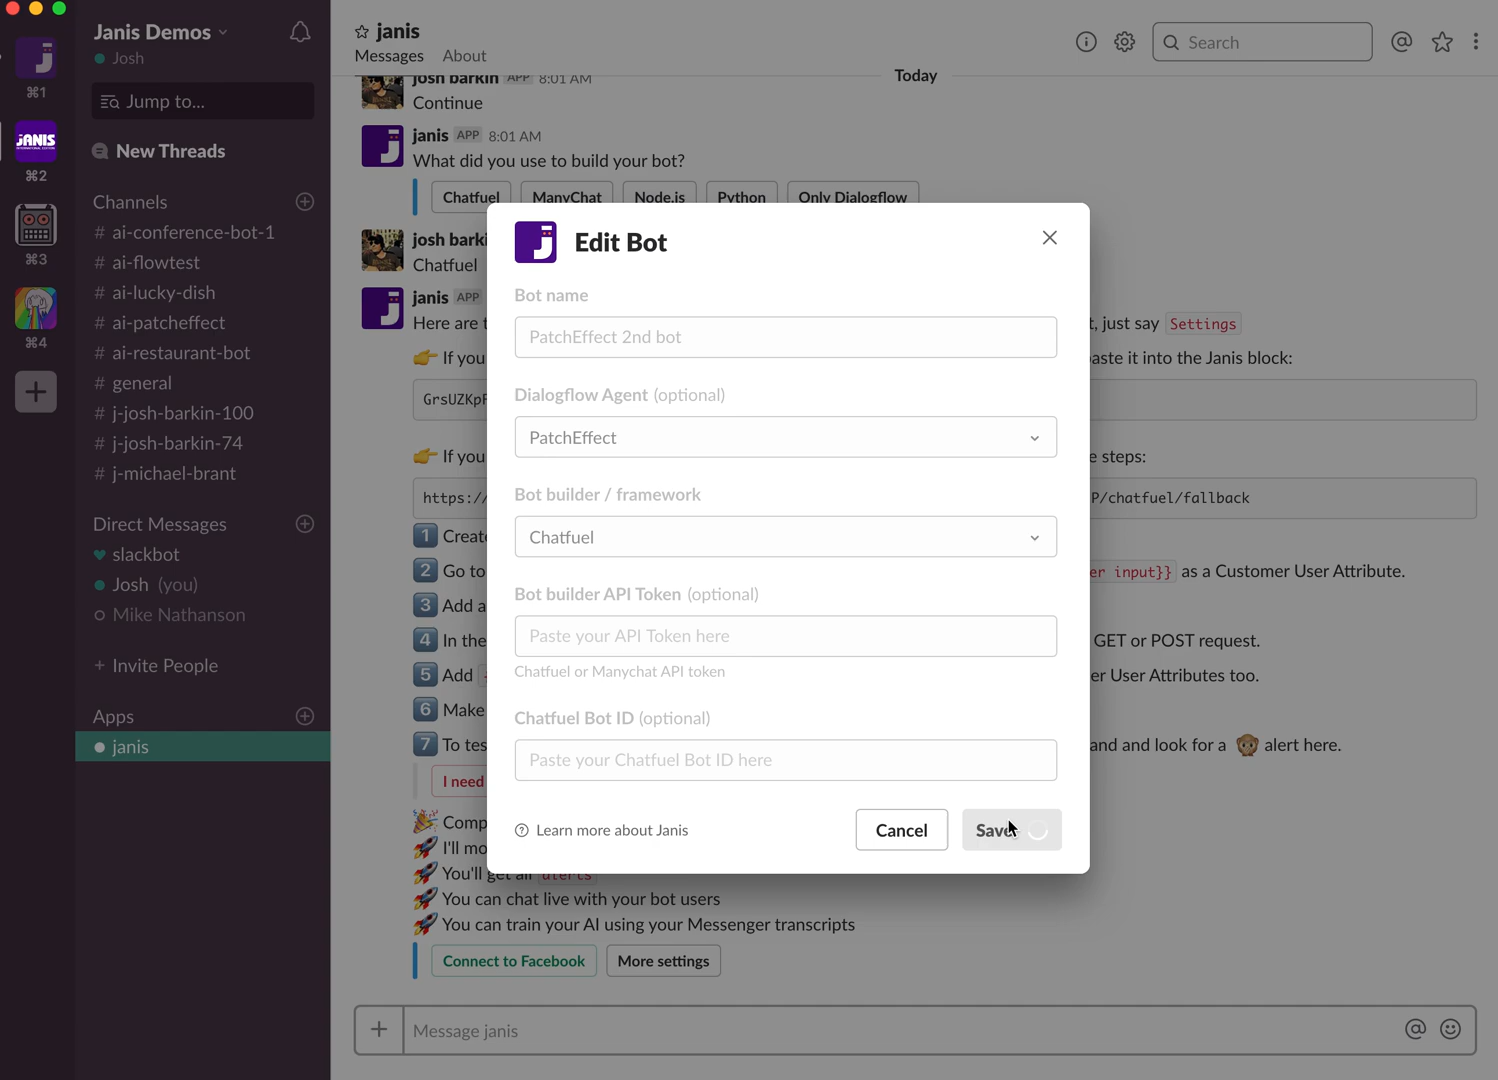 ⌘1
JANIS
⌘2
⌘3
⌘4
Janis Demos
Josh
Jump to...
New Threads
Channels
# ai-conference-bot-1
# ai-flowtest
# ai-lucky-dish
# ai-patcheffect
# ai-restaurant-bot
# general
# j-josh-barkin-100
# j-josh-barkin-74
# j-michael-brant
Direct Messages
slackbot
Josh (you)
Mike Nathanson
+ Invite People
Apps
janis
janis
Messages About
Search
Today
josh barkin APP 8:01 AM
Continue
janis APP 8:01 AM
What did you use to build your bot?
Chatfuel ManyChat Node.js Python Only Dialogflow
josh barki
Chatfuel
janis APP
Here are t
t, just say Settings
If you
aste it into the Janis block:
GrsUZKpF
If you
e steps:
https:/
P/chatfuel/fallback
1 Create
2 Go to
er input}} as a Customer User Attribute.
3 Add a
4 In the
GET or POST request.
5 Add
er User Attributes too.
6 Make
7 To tes
and and look for a alert here.
I need
Comp
I'll mo
You'll get all alerts
You can chat live with your bot users
You can train your AI using your Messenger transcripts
Connect to Facebook More settings
Message janis
Edit Bot
Bot name
PatchEffect 2nd bot
Dialogflow Agent (optional)
PatchEffect
Bot builder / framework
Chatfuel
Bot builder API Token (optional)
Paste your API Token here
Chatfuel or Manychat API token
Chatfuel Bot ID (optional)
Paste your Chatfuel Bot ID here
Learn more about Janis
Cancel
Save